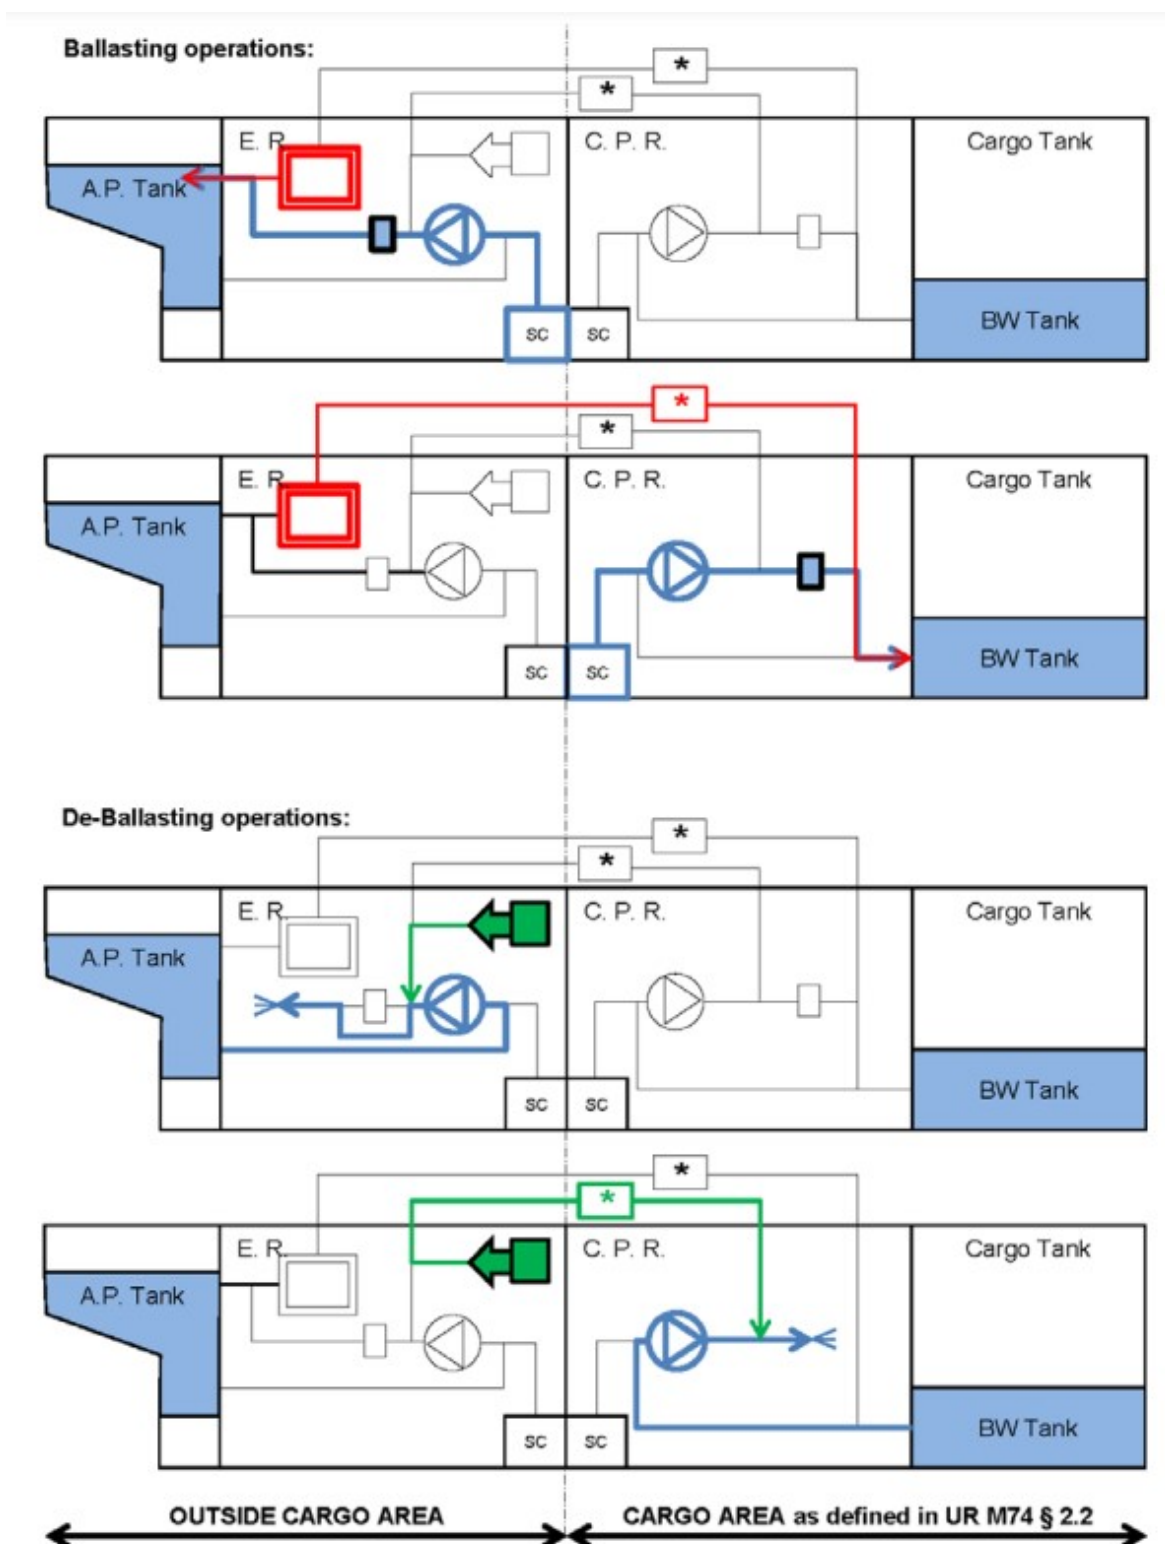 Ballasting operations:
*
*
E. R.
C. P. R.
Cargo Tank
A.P. Tank
BW Tank
sc
sc
*
*
E. R.
C. P. R.
Cargo Tank
A.P. Tank
BW Tank
sc
sc
De-Ballasting operations:
*
*
E. R.
C. P. R.
Cargo Tank
A.P. Tank
BW Tank
sc
sc
*
*
E. R.
C. P. R.
Cargo Tank
A.P. Tank
BW Tank
sc
sc
OUTSIDE CARGO AREA
CARGO AREA as defined in UR M74 § 2.2